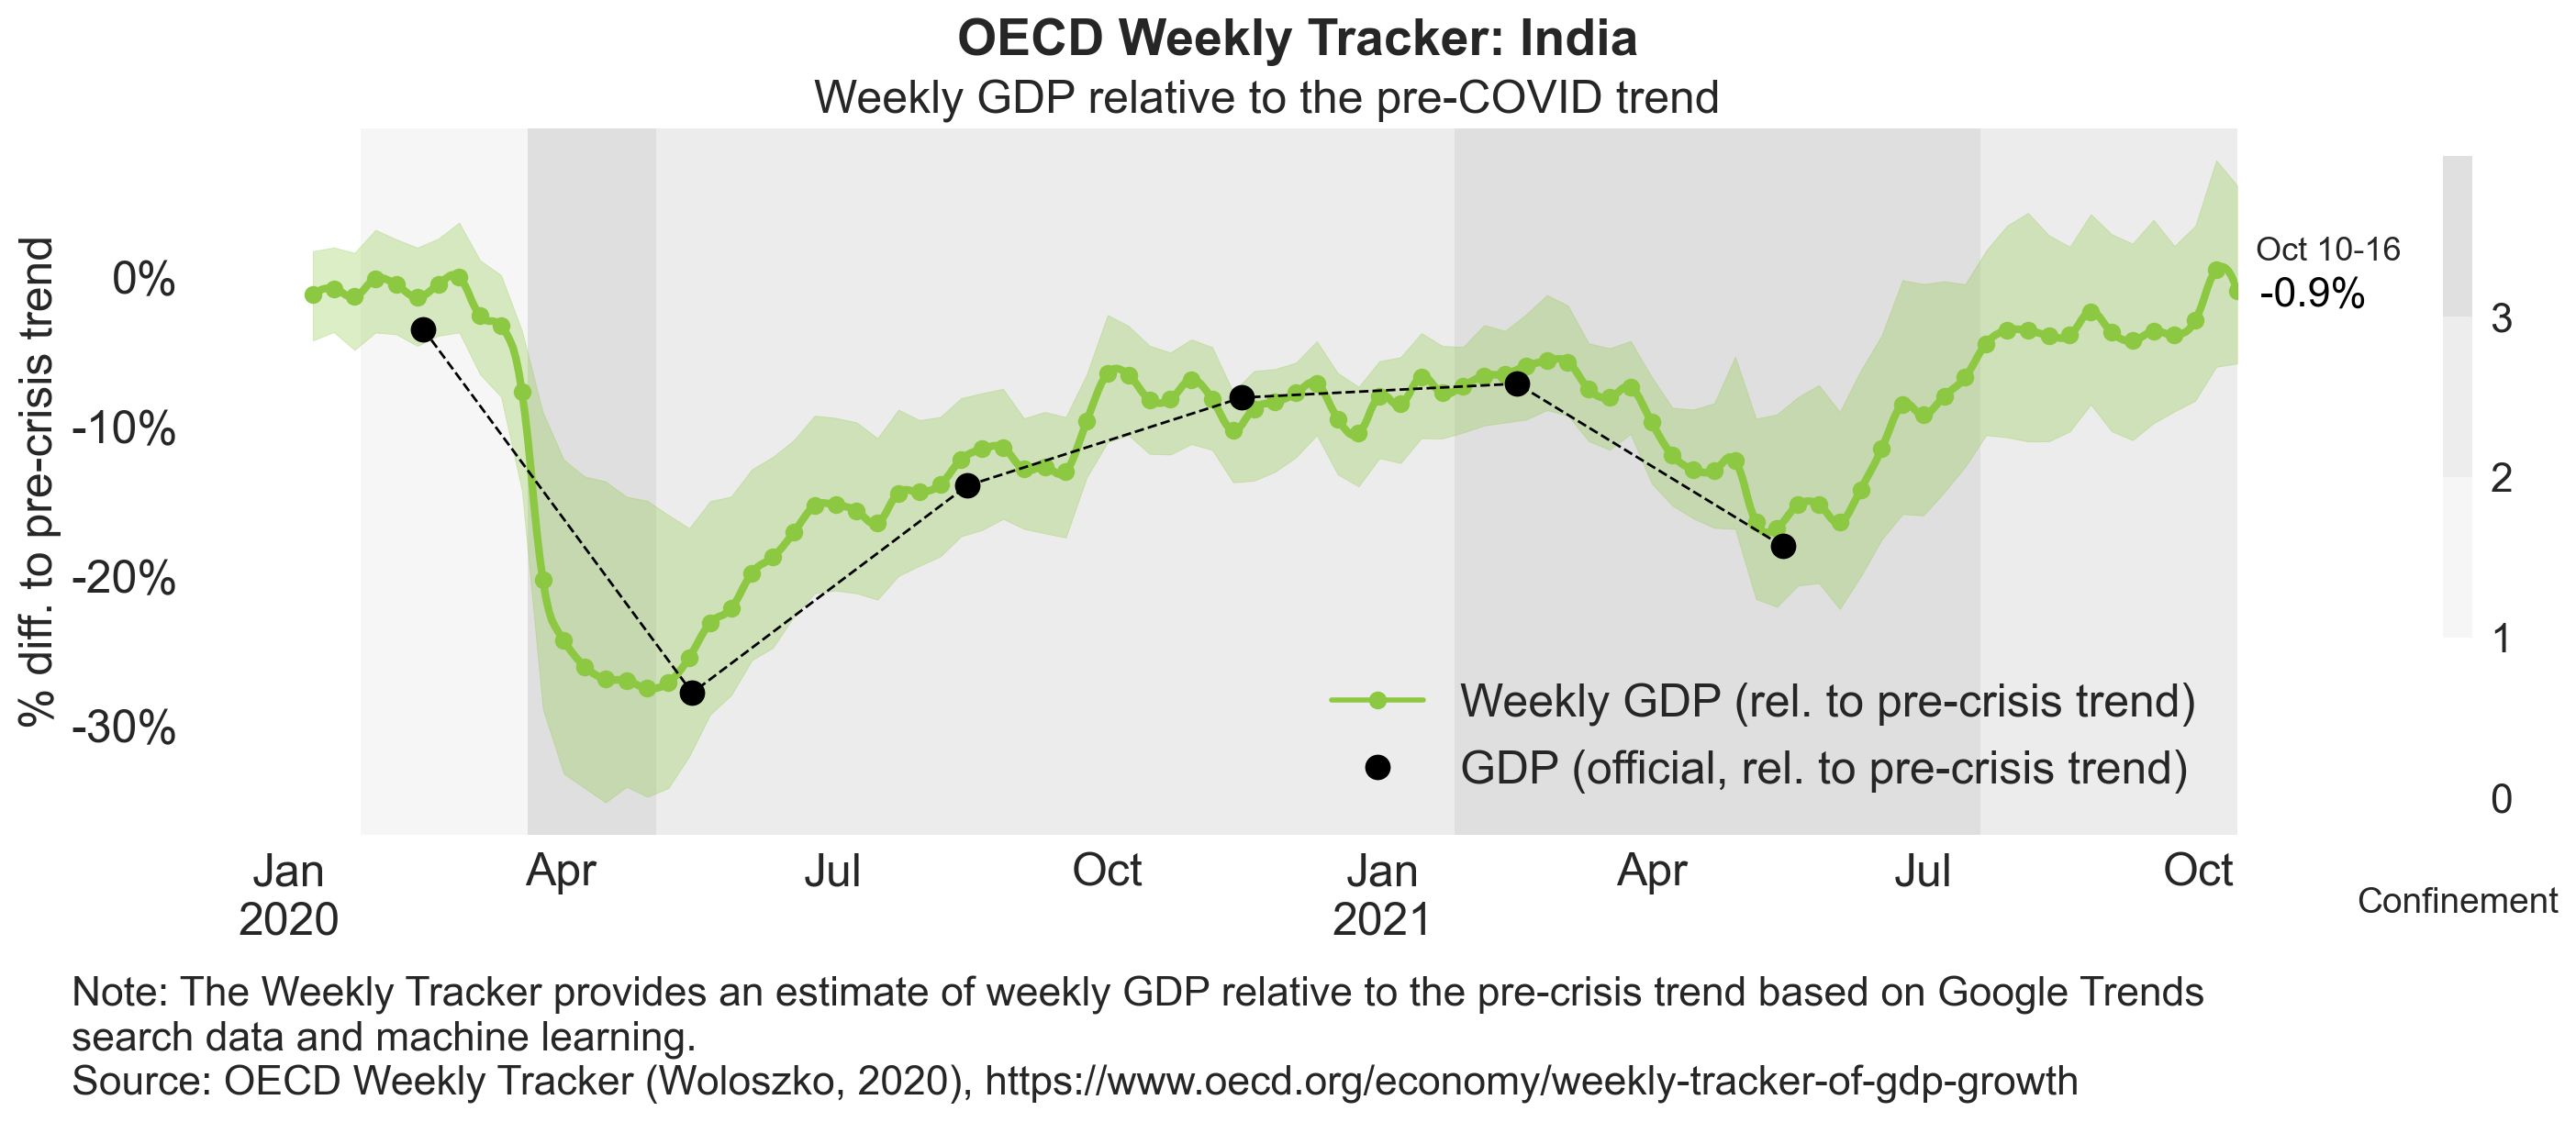 OECD Weekly Tracker: India
Weekly GDP relative to the pre-COVID trend
% diff. to pre-crisis trend
0%
-10%
-20%
-30%
Oct 10-16
-0.9%
3
2
1
0
Confinement
Weekly GDP (rel. to pre-crisis trend)
GDP (official, rel. to pre-crisis trend)
Jan Apr Jul Oct Jan Apr Jul Oct
2020 2021
Note: The Weekly Tracker provides an estimate of weekly GDP relative to the pre-crisis trend based on Google Trends
search data and machine learning.
Source: OECD Weekly Tracker (Woloszko, 2020), https://www.oecd.org/economy/weekly-tracker-of-gdp-growth